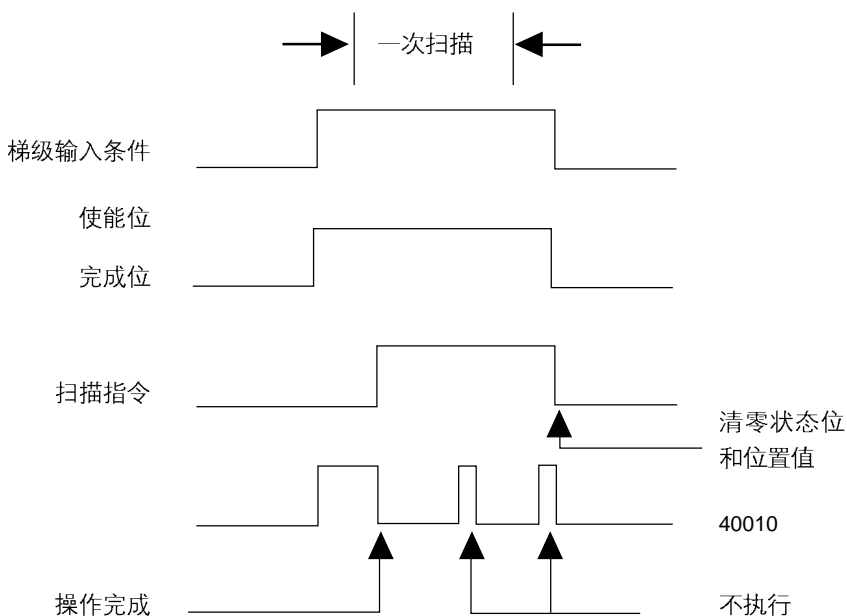 一次扫描
梯级输入条件
使能位
完成位
扫描指令
清零状态位
和位置值
40010
操作完成
不执行